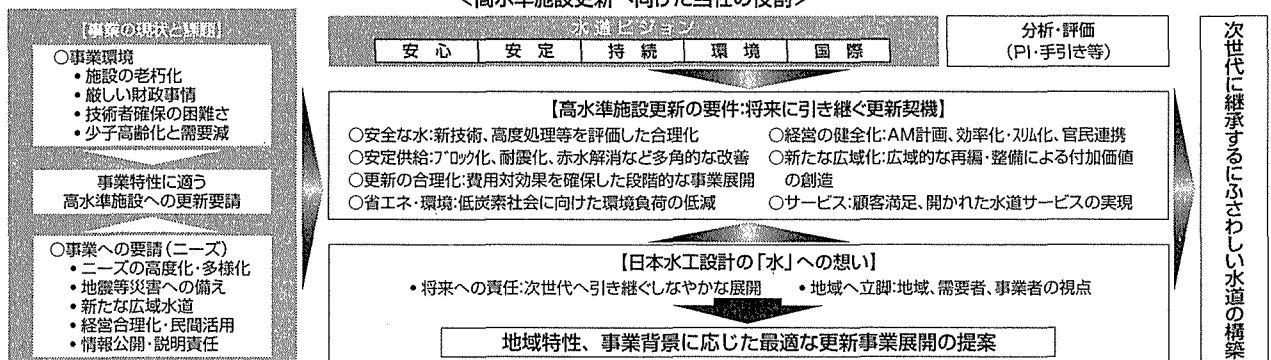 <高水準施設更新へ向けた当社の役割>
【事業の現状と課題】
○事業環境
• 施設の老朽化
• 厳しい財政事情
• 技術者確保の困難さ
• 少子高齢化と需要減
事業特性に適う
高水準施設への更新要請
○事業への要請(ニーズ)
• ニーズの高度化・多様化
• 地震等災害への備え
• 新たな広域水道
• 経営合理化・民間活用
• 情報公開・説明責任
水道ビジョン
安 心 安 定 持 続 環 境 国 際
分析・評価
(PI・手引き等)
【高水準施設更新の要件:将来に引き継ぐ更新契機】
○安全な水:新技術、高度処理等を評価した合理化
○安定供給:ブロック化、耐震化、赤水解消など多角的な改善
○更新の合理化:費用対効果を確保した段階的な事業展開
○省エネ・環境:低炭素社会に向けた環境負荷の低減
○経営の健全化:AM計画、効率化・スリム化、官民連携
○新たな広域化:広域的な再編・整備による付加価値
の創造
○サービス:顧客満足、開かれた水道サービスの実現
【日本水工設計の「水」への想い】
• 将来への責任:次世代へ引き継ぐしなやかな展開 • 地域へ立脚:地域、需要者、事業者の視点
地域特性、事業背景に応じた最適な更新事業展開の提案
次世代に継承するにふさわしい水道の構築